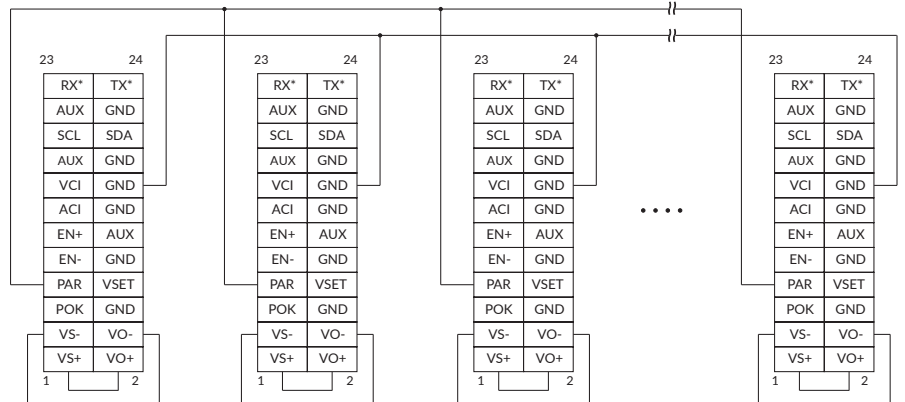 23 24 23 24 23 24 23 24
RX* TX* RX* TX* RX* TX* RX* TX*
AUX GND AUX GND AUX GND AUX GND
SCL SDA SCL SDA SCL SDA SCL SDA
AUX GND AUX GND AUX GND AUX GND
VCI GND VCI GND VCI GND VCI GND
ACI GND ACI GND ACI GND ACI GND
EN+ AUX EN+ AUX EN+ AUX EN+ AUX
EN- GND EN- GND EN- GND EN- GND
PAR VSET PAR VSET PAR VSET PAR VSET
POK GND POK GND POK GND POK GND
VS- VO- VS- VO- VS- VO- VS- VO-
VS+ VO+ VS+ VO+ VS+ VO+ VS+ VO+
1 2 1 2 1 2 1 2